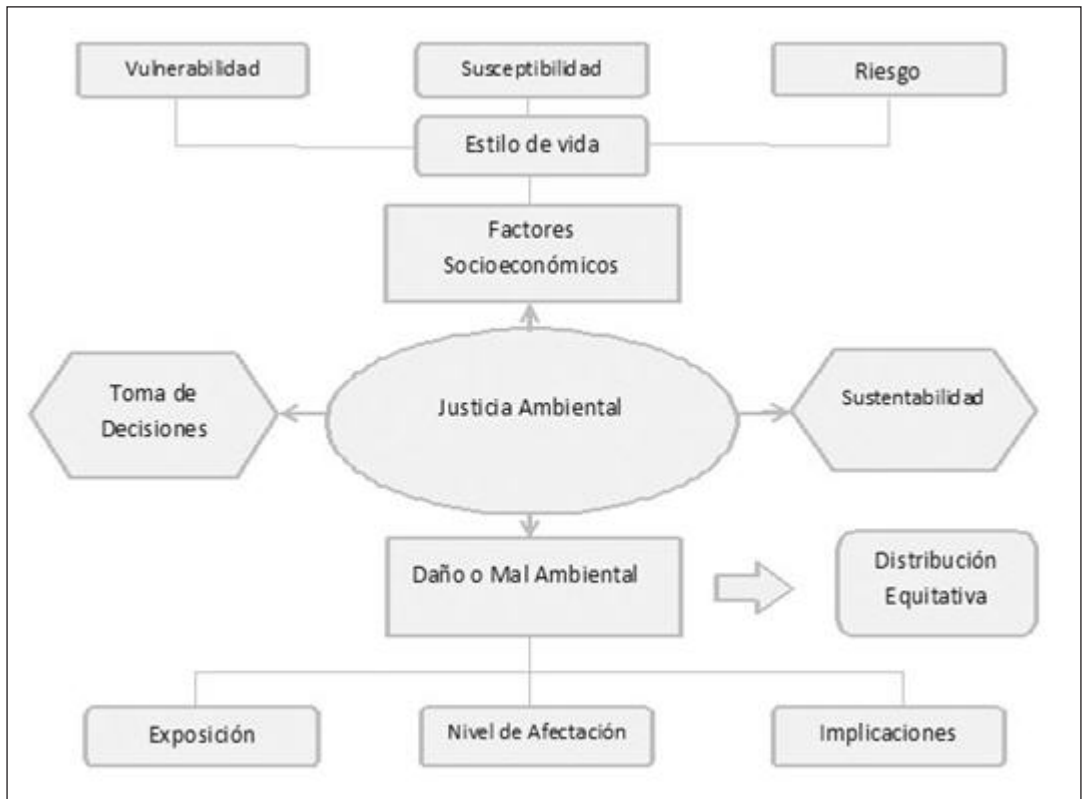 Vulnerabilidad
Susceptibilidad
Riesgo
Estilo de vida
Factores
Socioeconómicos
Toma de
Decisiones
Justicia Ambiental
Sustentabilidad
Daño o Mal Ambiental
Distribución
Equitativa
Exposición
Nivel de Afectación
Implicaciones